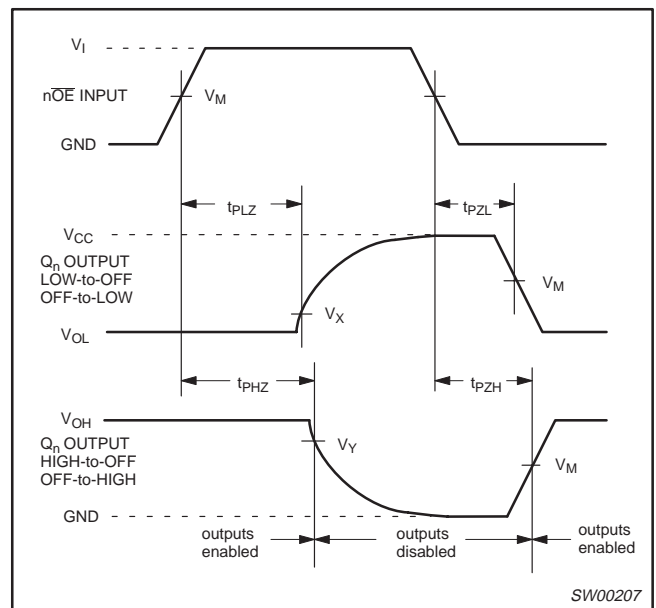 V_I
nO̅E̅ INPUT
V_M
GND
t_PLZ
t_PZL
V_CC
Q_n OUTPUT
LOW-to-OFF
OFF-to-LOW
V_M
V_X
V_OL
t_PHZ
t_PZH
V_OH
Q_n OUTPUT
HIGH-to-OFF
OFF-to-HIGH
V_Y
V_M
GND
outputs
enabled
outputs
disabled
outputs
enabled
SW00207